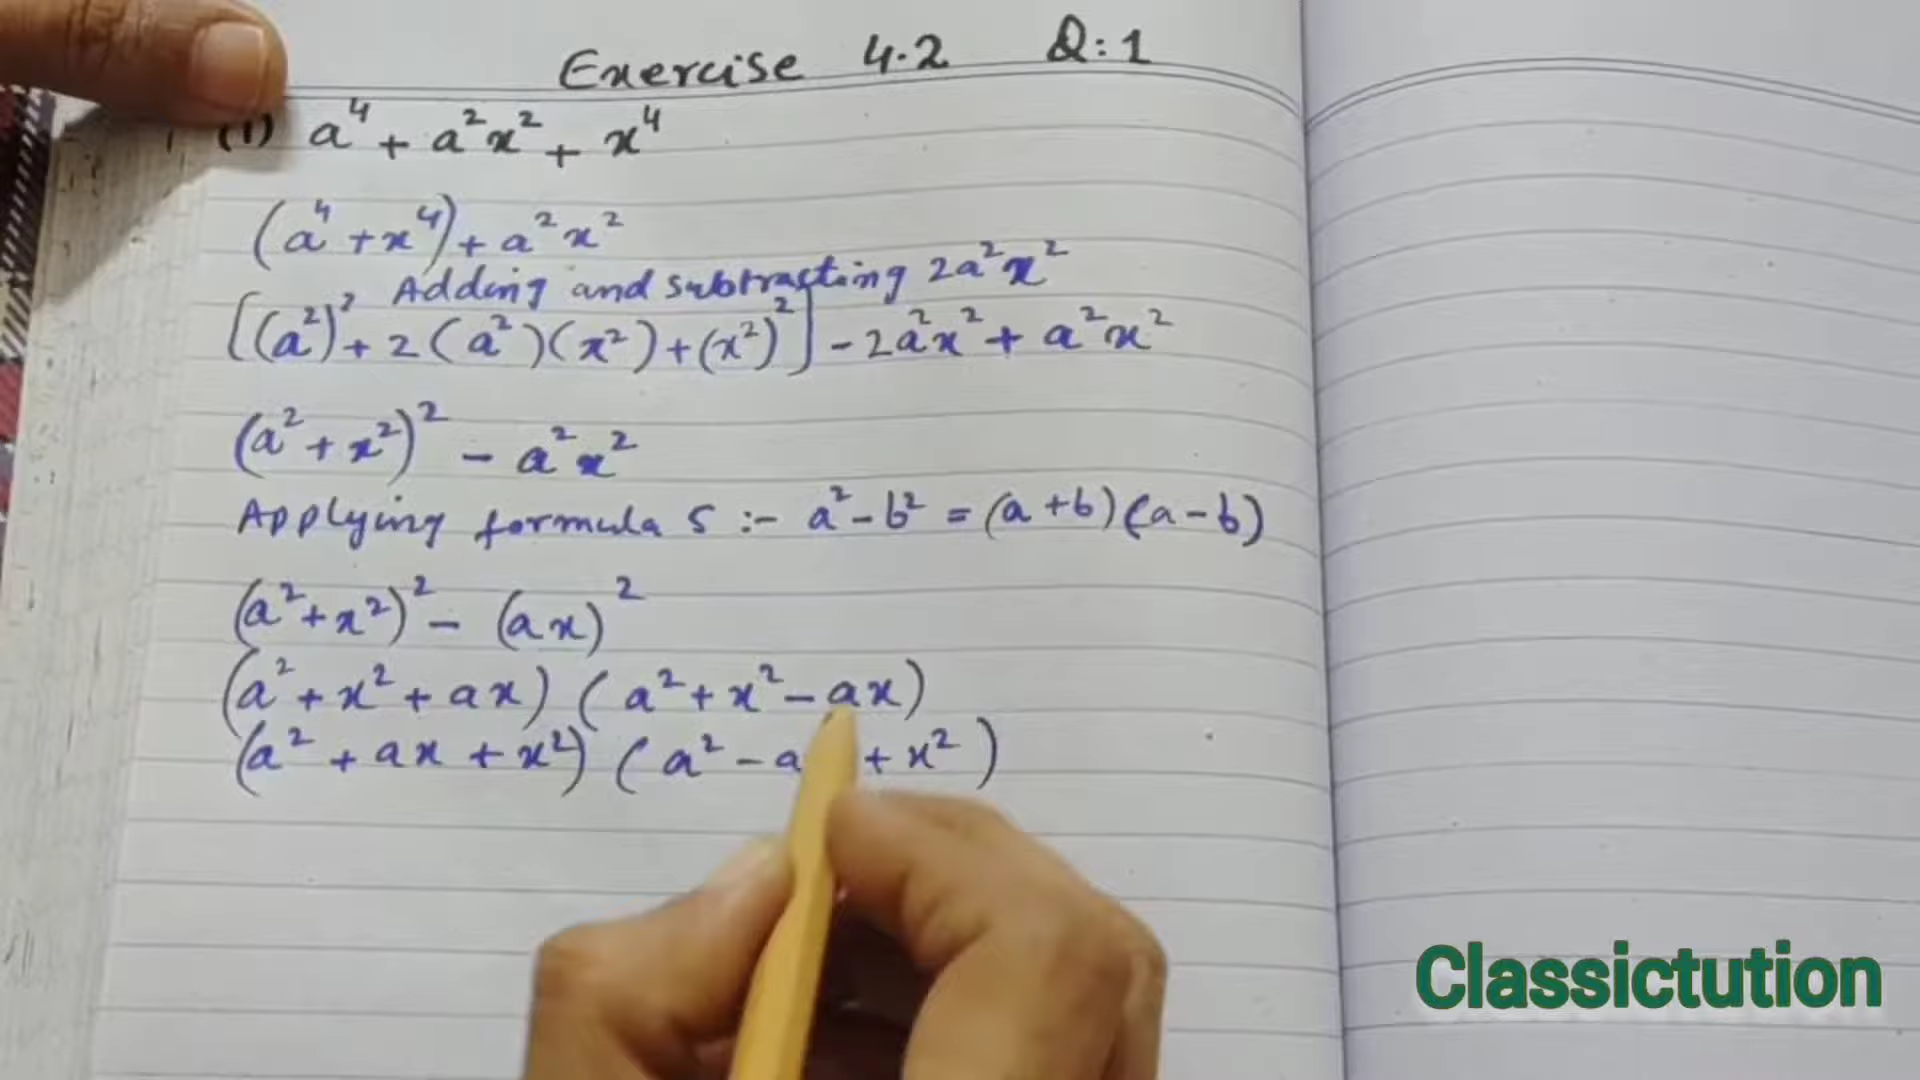 Exercise 4.2 Q:1
(1) a⁴ + a²x² + x⁴
(a⁴ + x⁴) + a²x²
Adding and subtracting 2a²x²
[(a²)² + 2(a²)(x²) + (x²)²] - 2a²x² + a²x²
(a² + x²)² - a²x²
Applying formula 5 :- a² - b² = (a + b)(a - b)
(a² + x²)² - (ax)²
(a² + x² + ax) (a² + x² - ax)
(a² + ax + x²) (a² - a + x²)
Classictution